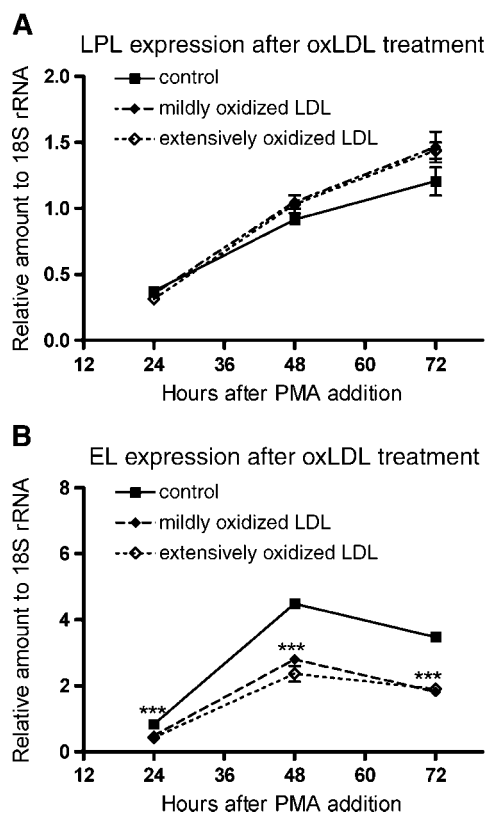 A
LPL expression after oxLDL treatment
Relative amount to 18S rRNA
2.0
1.5
1.0
0.5
0.0
control
mildly oxidized LDL
extensively oxidized LDL
12 24 36 48 60 72
Hours after PMA addition
B
EL expression after oxLDL treatment
Relative amount to 18S rRNA
8
6
4
2
0
control
mildly oxidized LDL
extensively oxidized LDL
*** *** ***
12 24 36 48 60 72
Hours after PMA addition